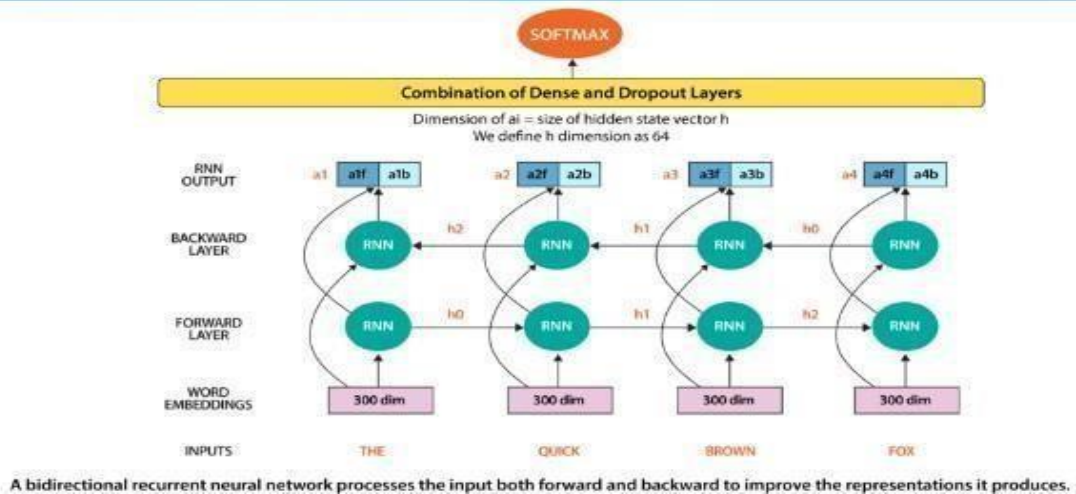 SOFTMAX
Combination of Dense and Dropout Layers
Dimension of ai = size of hidden state vector h
We define h dimension as 64
RNN
OUTPUT
a1 a1f a1b a2 a2f a2b a3 a3f a3b a4 a4f a4b
BACKWARD
LAYER
RNN h2 RNN h1 RNN h0 RNN
FORWARD
LAYER
RNN h0 RNN h1 RNN h2 RNN
WORD
EMBEDDINGS
300 dim 300 dim 300 dim 300 dim
INPUTS THE QUICK BROWN FOX
A bidirectional recurrent neural network processes the input both forward and backward to improve the representations it produces.